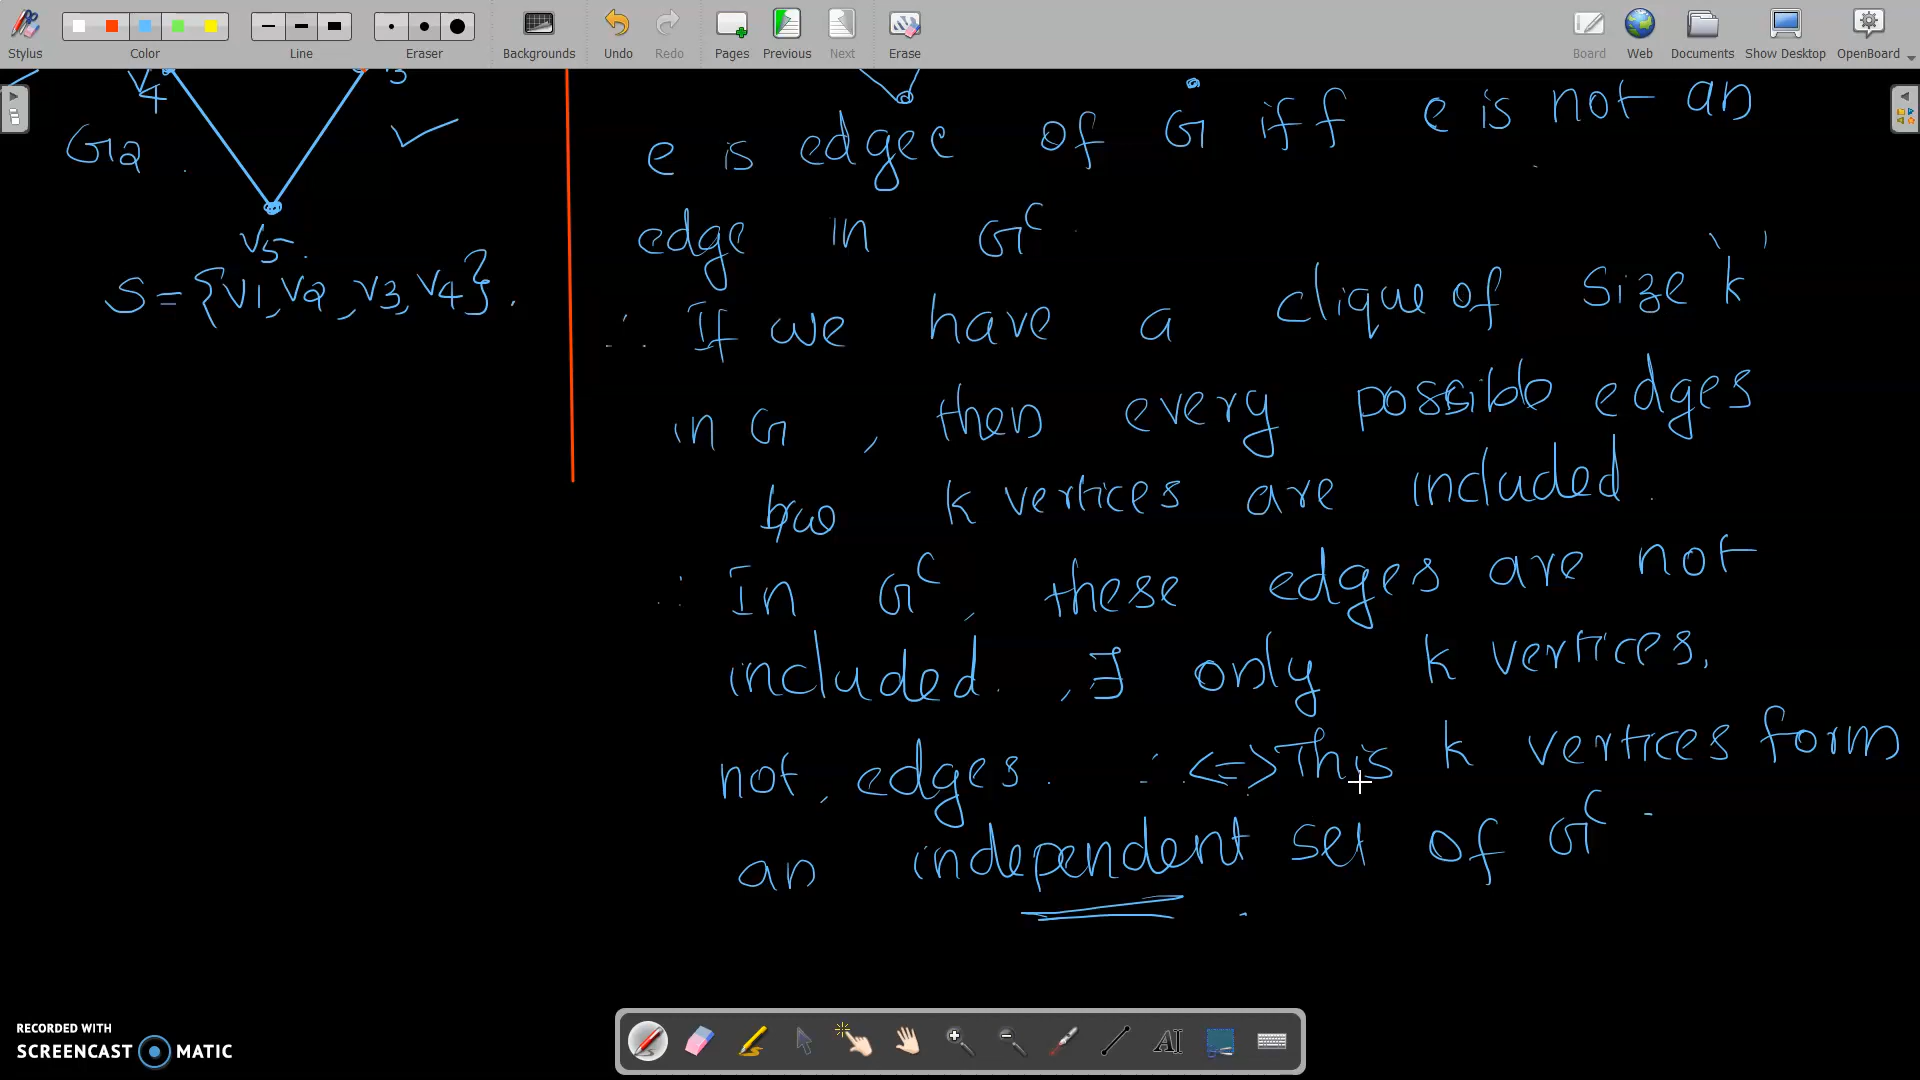 Stylus
Color
Line
Eraser
Backgrounds
Undo
Redo
Pages
Previous
Next
Erase
Board
Web
Documents
Show Desktop
OpenBoard
V4
3
G2
V5
S = {V1, V2, V3, V4}.
e is edgee of G iff e is not an
edge in G^C
∴ If we have a clique of Size 'k'
in G, then every possible edges
b/w k vertices are included.
∴ In G^C, these edges are not
included. , ∃ only k vertices,
not, edges. ∴ <=> This k vertices form
an independent set of G^C.
RECORDED WITH
SCREENCAST MATIC
AI